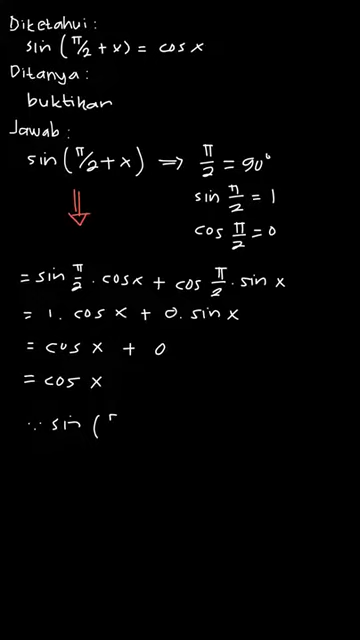 Diketahui :
sin (π/2 + x) = cos x
Ditanya :
buktikan
Jawab :
sin (π/2 + x) ⇒ π/2 = 90°
sin π/2 = 1
cos π/2 = 0
= sin π/2 . cos x + cos π/2 . sin x
= 1 . cos x + 0 . sin x
= cos x + 0
= cos x
∵ sin (